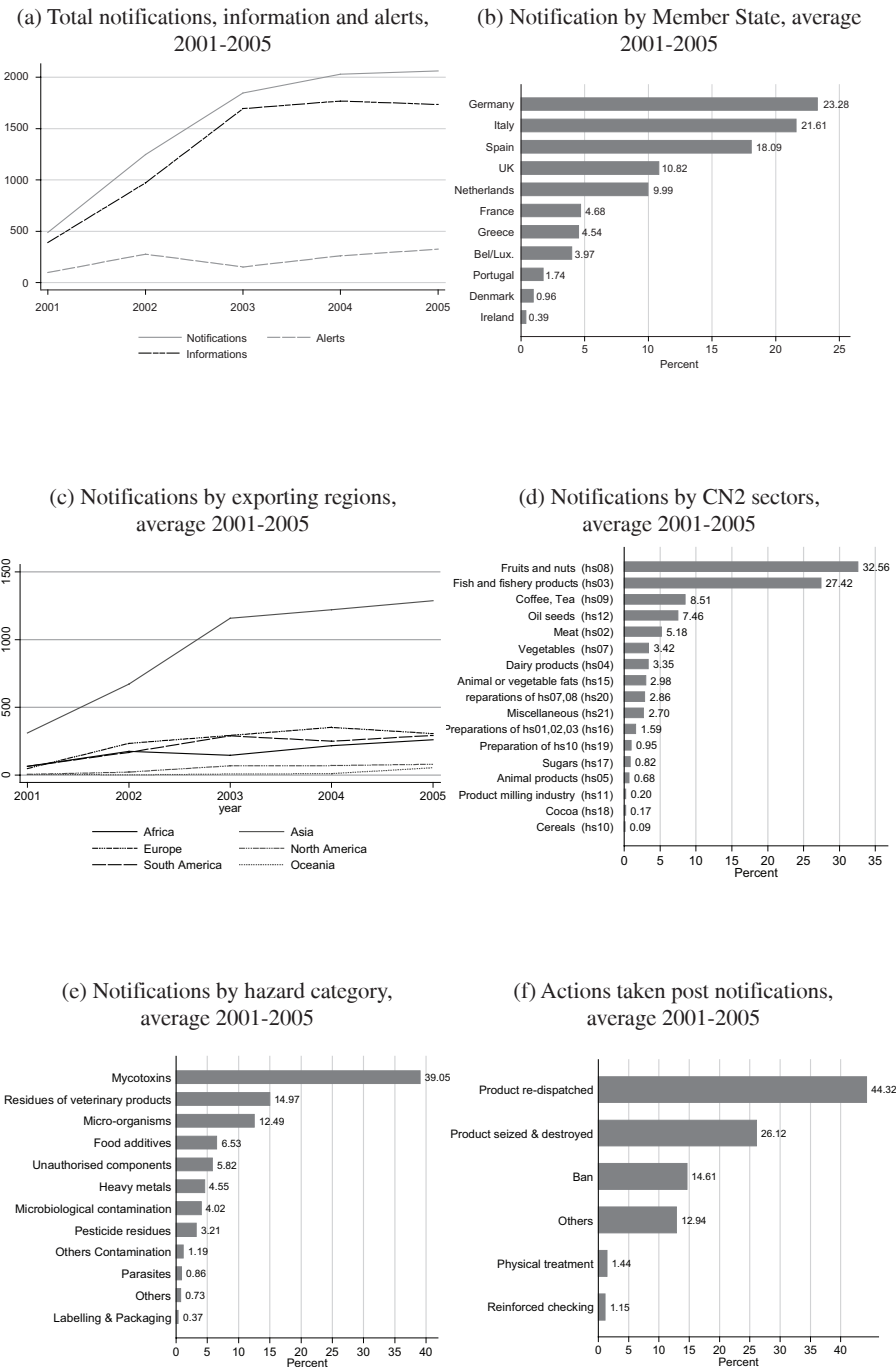 (a) Total notifications, information and alerts,
2001-2005
2000
1500
1000
500
0
2001 2002 2003 2004 2005
Notifications Alerts
Informations
(b) Notification by Member State, average
2001-2005
Germany 23.28
Italy 21.61
Spain 18.09
UK 10.82
Netherlands 9.99
France 4.68
Greece 4.54
Bel/Lux. 3.97
Portugal 1.74
Denmark 0.96
Ireland 0.39
0 5 10 15 20 25
Percent
(c) Notifications by exporting regions,
average 2001-2005
1500
1000
500
0
2001 2002 2003 2004 2005
year
Africa Asia
Europe North America
South America Oceania
(d) Notifications by CN2 sectors,
average 2001-2005
Fruits and nuts (hs08) 32.56
Fish and fishery products (hs03) 27.42
Coffee, Tea (hs09) 8.51
Oil seeds (hs12) 7.46
Meat (hs02) 5.18
Vegetables (hs07) 3.42
Dairy products (hs04) 3.35
Animal or vegetable fats (hs15) 2.98
reparations of hs07,08 (hs20) 2.86
Miscellaneous (hs21) 2.70
Preparations of hs01,02,03 (hs16) 1.59
Preparation of hs10 (hs19) 0.95
Sugars (hs17) 0.82
Animal products (hs05) 0.68
Product milling industry (hs11) 0.20
Cocoa (hs18) 0.17
Cereals (hs10) 0.09
0 5 10 15 20 25 30 35
Percent
(e) Notifications by hazard category,
average 2001-2005
Mycotoxins 39.05
Residues of veterinary products 14.97
Micro-organisms 12.49
Food additives 6.53
Unauthorised components 5.82
Heavy metals 4.55
Microbiological contamination 4.02
Pesticide residues 3.21
Others Contamination 1.19
Parasites 0.86
Others 0.73
Labelling & Packaging 0.37
0 5 10 15 20 25 30 35 40
Percent
(f) Actions taken post notifications,
average 2001-2005
Product re-dispatched 44.32
Product seized & destroyed 26.12
Ban 14.61
Others 12.94
Physical treatment 1.44
Reinforced checking 1.15
0 5 10 15 20 25 30 35 40
Percent